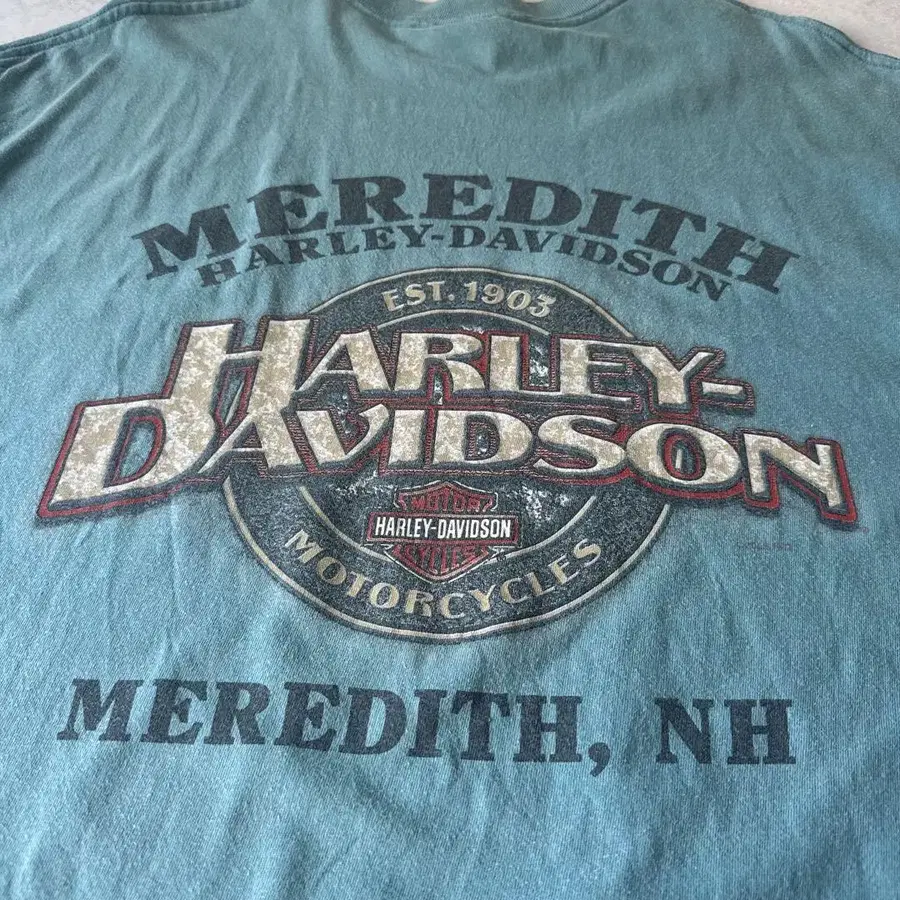 MEREDITH
HARLEY-DAVIDSON
EST. 1903
HARLEY-
DAVIDSON
MOTOR
HARLEY-DAVIDSON
CYCLES
MOTORCYCLES
MEREDITH, NH